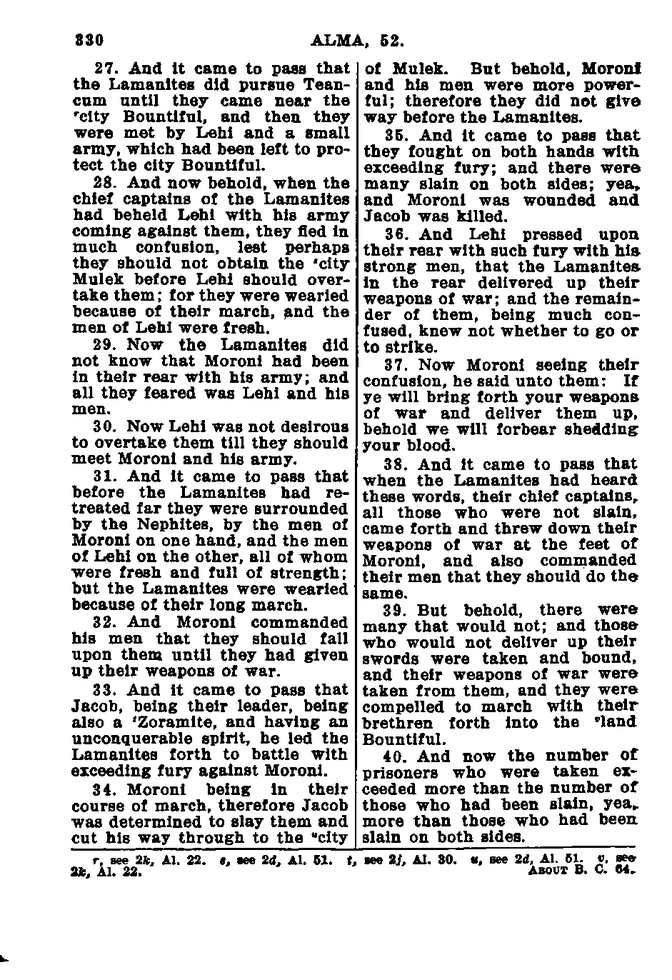 330
ALMA, 52.
27. And it came to pass that
the Lamanites did pursue Tean-
cum until they came near the
rcity Bountiful, and then they
were met by Lehi and a small
army, which had been left to pro-
tect the city Bountiful.
28. And now behold, when the
chief captains of the Lamanites
had beheld Lehi with his army
coming against them, they fled in
much confusion, lest perhaps
they should not obtain the scity
Mulek before Lehi should over-
take them; for they were wearied
because of their march, and the
men of Lehi were fresh.
29. Now the Lamanites did
not know that Moroni had been
in their rear with his army; and
all they feared was Lehi and his
men.
30. Now Lehi was not desirous
to overtake them till they should
meet Moroni and his army.
31. And it came to pass that
before the Lamanites had re-
treated far they were surrounded
by the Nephites, by the men of
Moroni on one hand, and the men
of Lehi on the other, all of whom
were fresh and full of strength;
but the Lamanites were wearied
because of their long march.
32. And Moroni commanded
his men that they should fall
upon them until they had given
up their weapons of war.
33. And it came to pass that
Jacob, being their leader, being
also a tZoramite, and having an
unconquerable spirit, he led the
Lamanites forth to battle with
exceeding fury against Moroni.
34. Moroni being in their
course of march, therefore Jacob
was determined to slay them and
cut his way through to the ucity
of Mulek. But behold, Moroni
and his men were more power-
ful; therefore they did not give
way before the Lamanites.
35. And it came to pass that
they fought on both hands with
exceeding fury; and there were
many slain on both sides; yea,
and Moroni was wounded and
Jacob was killed.
36. And Lehi pressed upon
their rear with such fury with his
strong men, that the Lamanites
in the rear delivered up their
weapons of war; and the remain-
der of them, being much con-
fused, knew not whether to go or
to strike.
37. Now Moroni seeing their
confusion, he said unto them: If
ye will bring forth your weapons
of war and deliver them up,
behold we will forbear shedding
your blood.
38. And it came to pass that
when the Lamanites had heard
these words, their chief captains,
all those who were not slain,
came forth and threw down their
weapons of war at the feet of
Moroni, and also commanded
their men that they should do the
same.
39. But behold, there were
many that would not; and those
who would not deliver up their
swords were taken and bound,
and their weapons of war were
taken from them, and they were
compelled to march with their
brethren forth into the vland
Bountiful.
40. And now the number of
prisoners who were taken ex-
ceeded more than the number of
those who had been slain, yea,
more than those who had been
slain on both sides.
r, see 2k, Al. 22. s, see 2d, Al. 51. t, see 2j, Al. 30. u, see 2d, Al. 51. v, see
2k, Al. 22.
ABOUT B. C. 64.